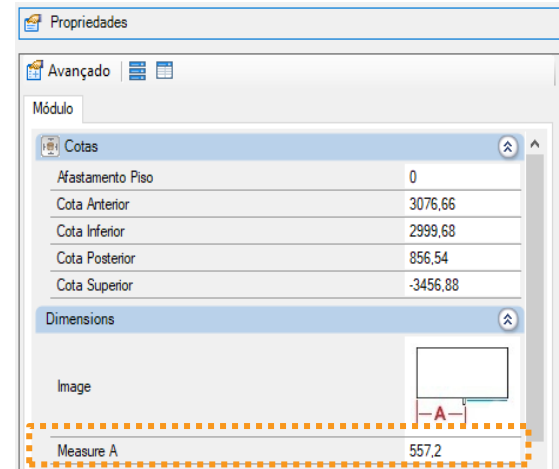 Propriedades
Avançado
Módulo
Cotas
Afastamento Piso 0
Cota Anterior 3076,66
Cota Inferior 2999,68
Cota Posterior 856,54
Cota Superior -3456,88
Dimensions
Image
A
Measure A 557,2